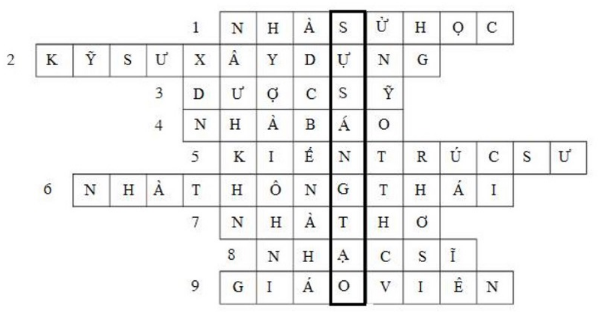 1 N H À S Ử H Ọ C
2 K Ỹ S Ư X Â Y D Ự N G
3 D Ư Ợ C S Ỹ
4 N H À B Á O
5 K I Ế N T R Ú C S Ư
6 N H À T H Ô N G T H Á I
7 N H À T H Ơ
8 N H Ạ C S Ĩ
9 G I Á O V I Ê N